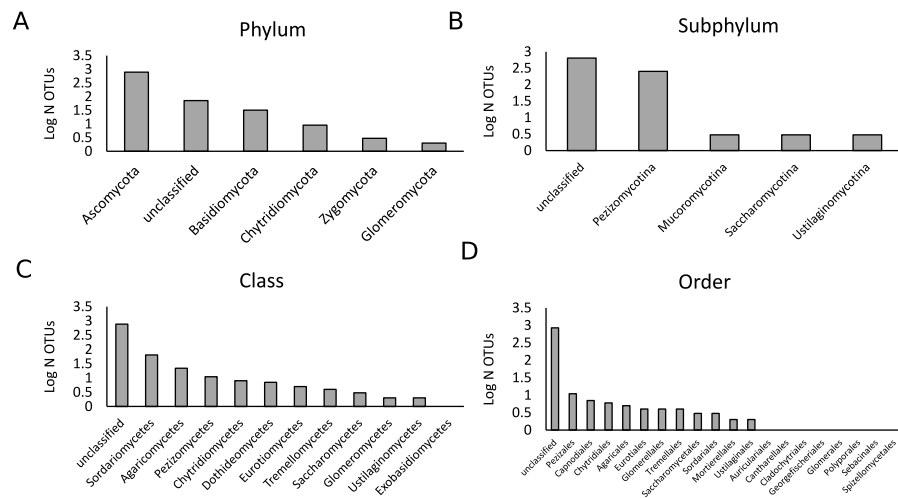 A
Phylum
Log N OTUs
3.5
3
2.5
2
1.5
1
0.5
0
Ascomycota
unclassified
Basidiomycota
Chytridiomycota
Zygomycota
Glomeromycota
B
Subphylum
Log N OTUs
3
2.5
2
1.5
1
0.5
0
unclassified
Pezizomycotina
Mucoromycotina
Saccharomycotina
Ustilaginomycotina
C
Class
Log N OTUs
3.5
3
2.5
2
1.5
1
0.5
0
unclassified
Sordariomycetes
Agaricomycetes
Pezizomycetes
Chytridiomycetes
Dothideomycetes
Eurotiomycetes
Tremellomycetes
Saccharomycetes
Glomeromycetes
Ustilaginomycetes
Exobasidiomycetes
D
Order
Log N OTUs
3.5
3
2.5
2
1.5
1
0.5
0
unclassified
Pezizales
Capnodiales
Chytridiales
Agaricales
Eurotiales
Glomerellales
Tremellales
Saccharomycetales
Sordariales
Mortierellales
Ustilaginales
Auriculariales
Cantharellales
Cladochytriales
Georgefischeriales
Glomerales
Polyporales
Sebacinales
Spizellomycetales